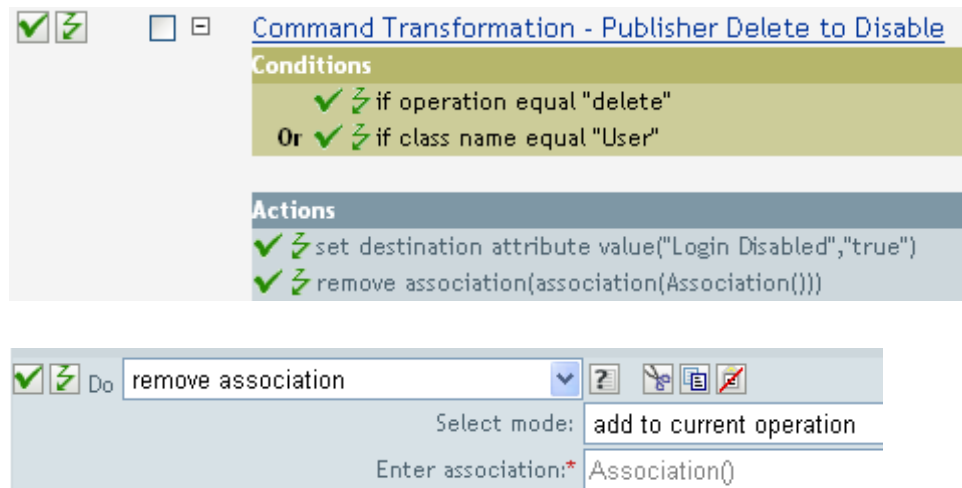 Command Transformation - Publisher Delete to Disable
Conditions
if operation equal "delete"
Or if class name equal "User"
Actions
set destination attribute value("Login Disabled","true")
remove association(association(Association()))
Do remove association
Select mode: add to current operation
Enter association:* Association()